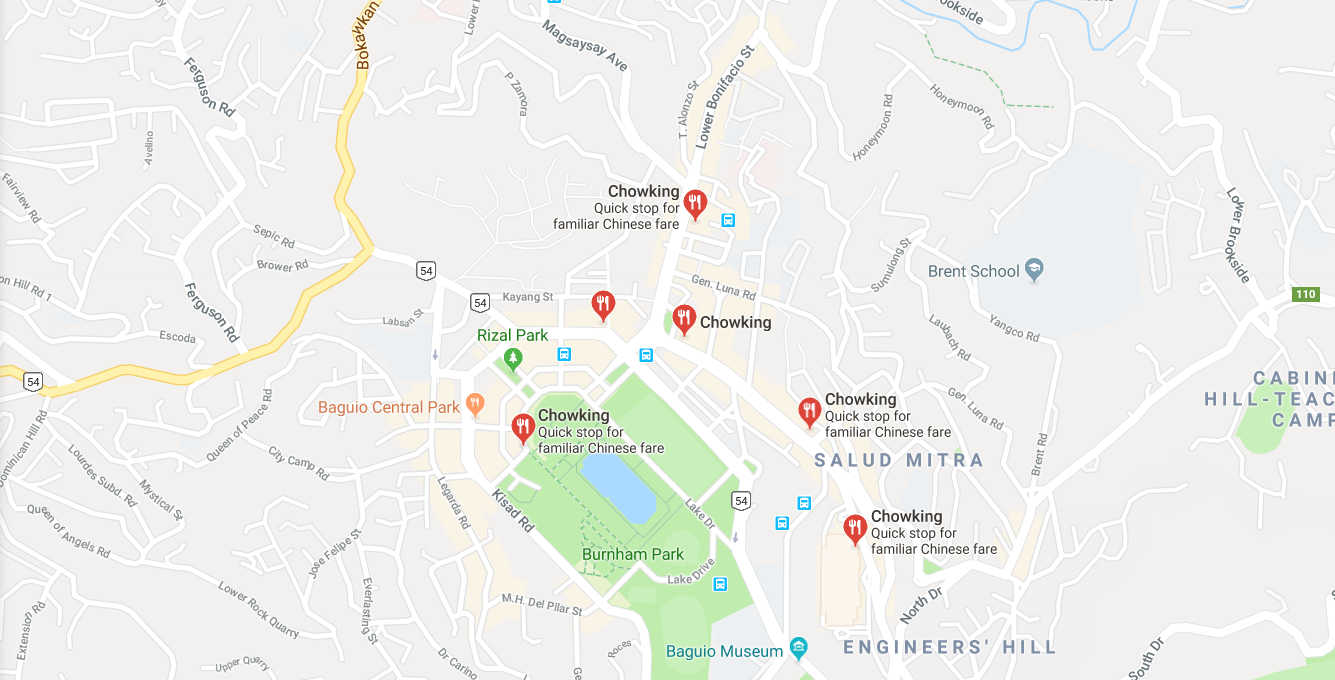 Brookside
Bokawkan
Lower
Magsaysay Ave
Ferguson Rd
P Zamora
T. Alonzo St
Lower Bonifacio St
Honeymoon Rd
Honeymoon Rd
Avelino
Fairview Rd
Chowking
Quick stop for
familiar Chinese fare
Lower Brookside
Sepic Rd
Brower Rd
54
Sumulong St
Brent School
on Hill Rd 1
Ferguson Rd
54
Kayang St
Gen. Luna Rd
110
Labsan St
Chowking
Yangco Rd
Escoda
Rizal Park
Laubach Rd
54
Queen of Peace Rd
Baguio Central Park
Chowking
Quick stop for
familiar Chinese fare
Chowking
Quick stop for
familiar Chinese fare
Gen. Luna Rd
CABIN
HILL-TEAC
CAMP
Dominican Hill Rd
Lourdes Subd. Rd
City Camp Rd
Mystical St
SALUD MITRA
Brent Rd
Legarda Rd
Kisad Rd
Lake Dr
54
Chowking
Quick stop for
familiar Chinese fare
Queen of Angels Rd
Jose Felipe St
Burnham Park
Lake Drive
Lower Rock Quarry
Everlasting St
M.H. Del Pilar St
North Dr
Extension Rd
Upper Quarry
Dr Carino
Roces
Baguio Museum
ENGINEERS' HILL
South Dr